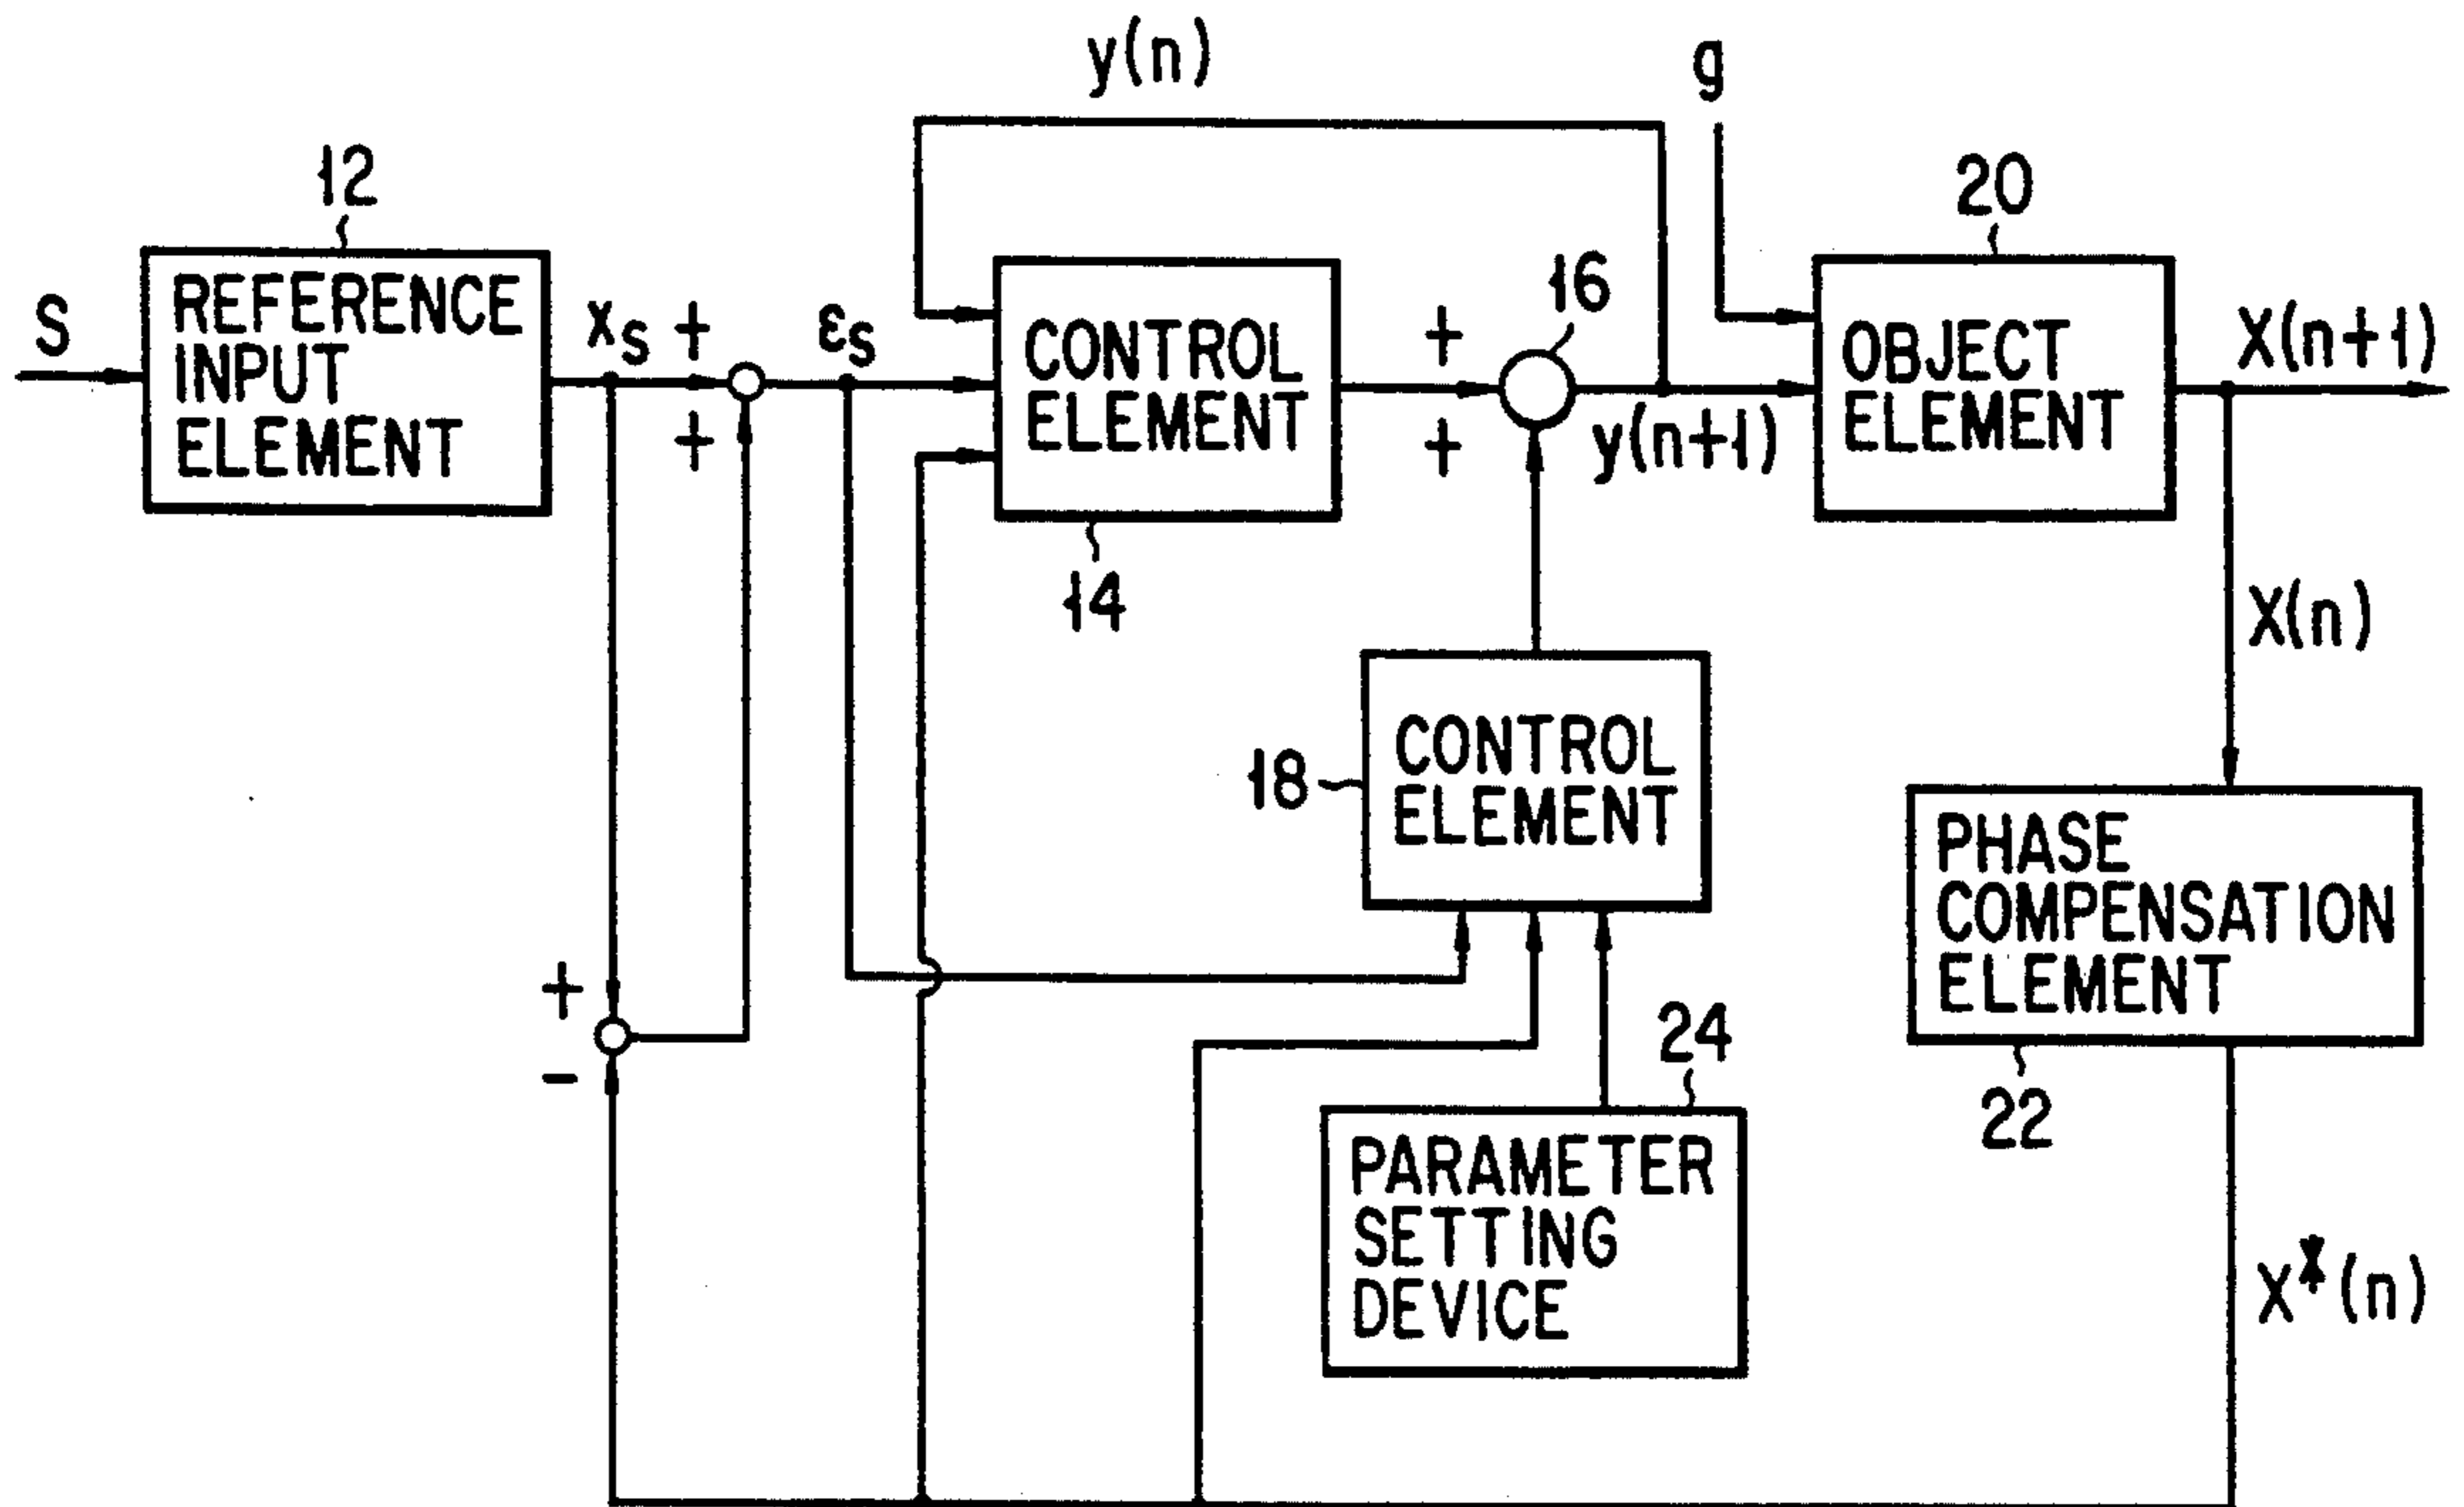 y(n)
g
12
20
S
REFERENCE
INPUT
ELEMENT
xs +
+
εs
CONTROL
ELEMENT
14
+
+
16
y(n+1)
OBJECT
ELEMENT
X(n+1)
X(n)
18
CONTROL
ELEMENT
PHASE
COMPENSATION
ELEMENT
22
+
-
24
PARAMETER
SETTING
DEVICE
X*(n)